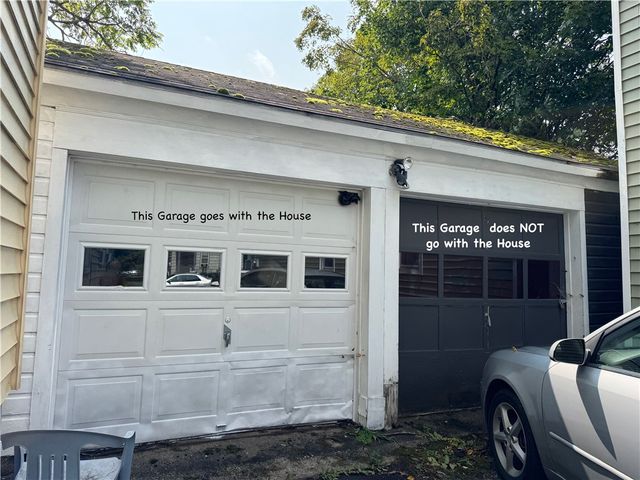 This Garage goes with the House
This Garage does NOT
go with the House